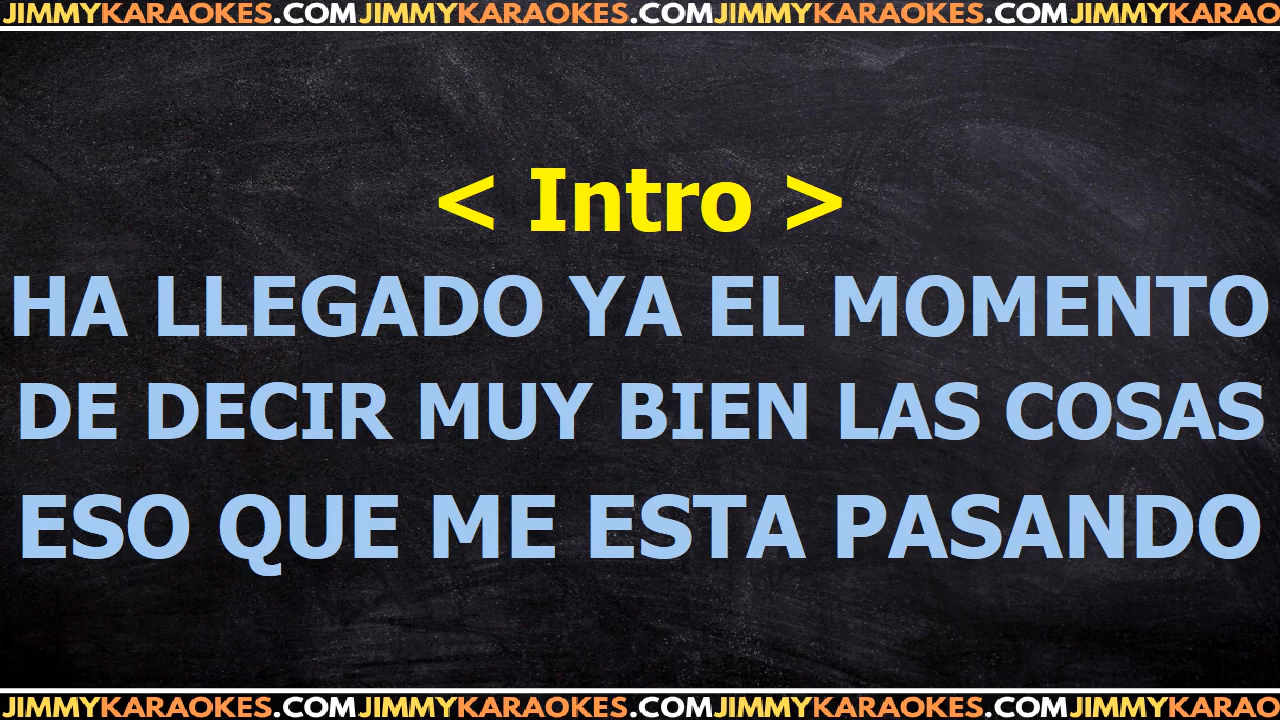 JIMMYKARAOKES.COMJIMMYKARAOKES.COMJIMMYKARAOKES.COMJIMMYKARAO
< Intro >
HA LLEGADO YA EL MOMENTO
DE DECIR MUY BIEN LAS COSAS
ESO QUE ME ESTA PASANDO
JIMMYKARAOKES.COMJIMMYKARAOKES.COMJIMMYKARAOKES.COMJIMMYKARAO